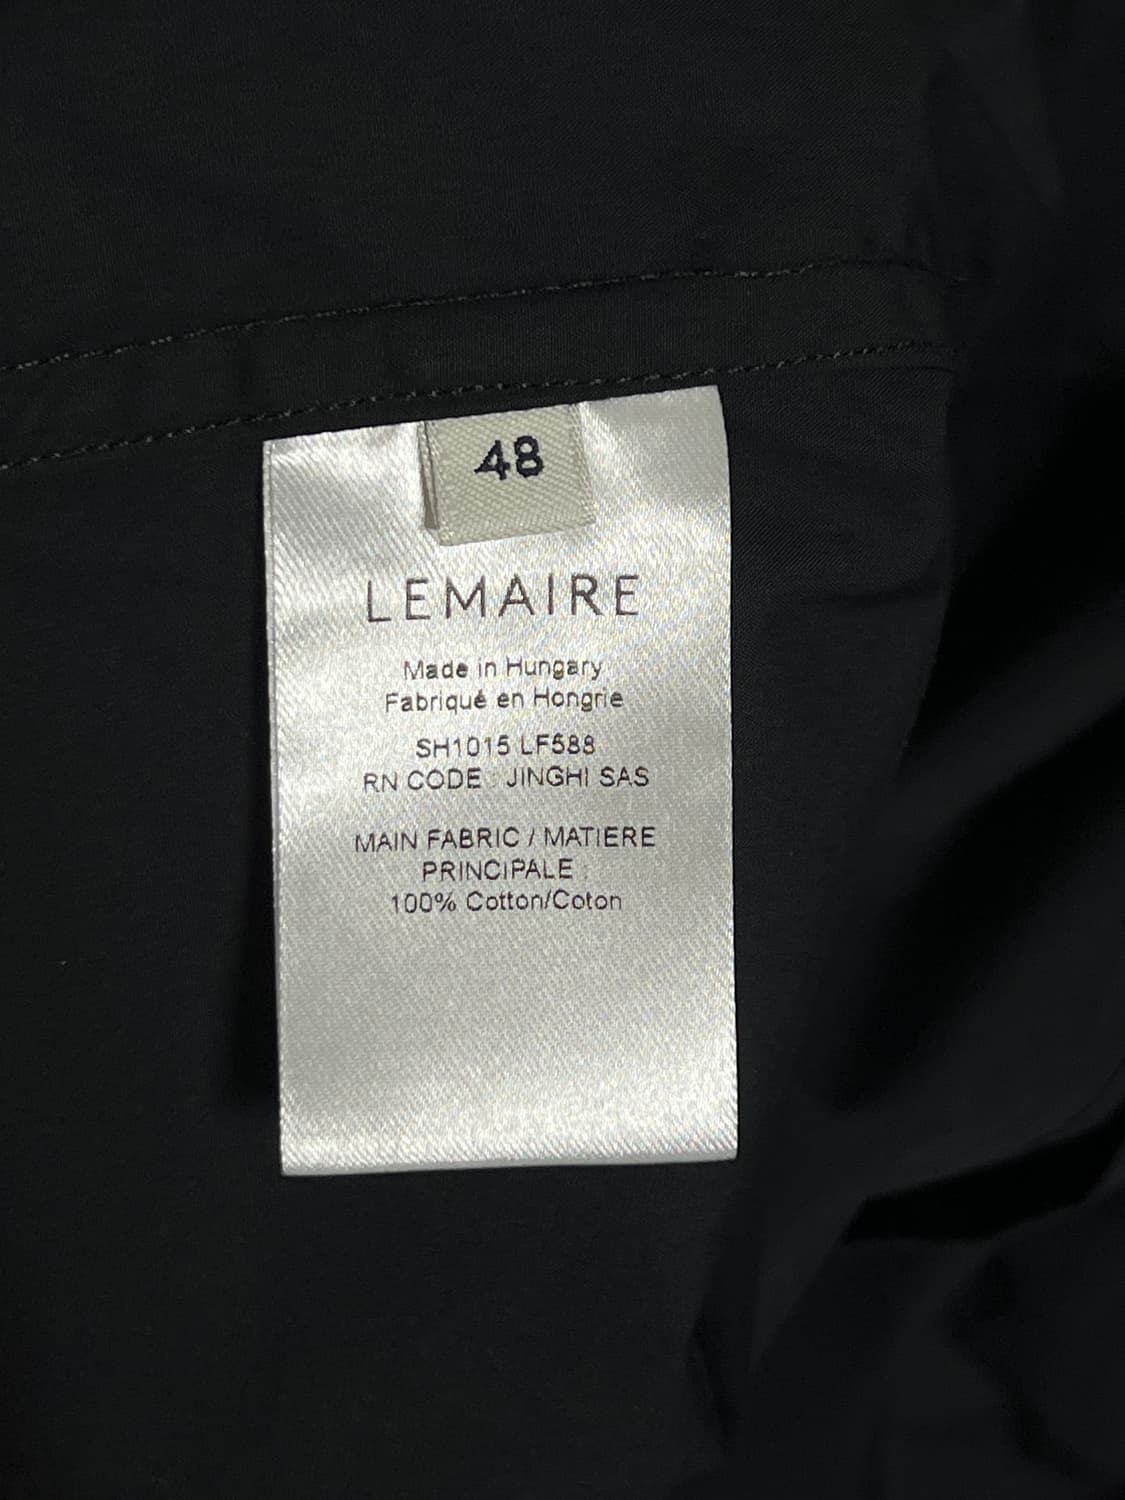 48
LEMAIRE
Made in Hungary
Fabriqué en Hongrie
SH1015 LF588
RN CODE : JINGHI SAS
MAIN FABRIC / MATIERE
PRINCIPALE :
100% Cotton/Coton